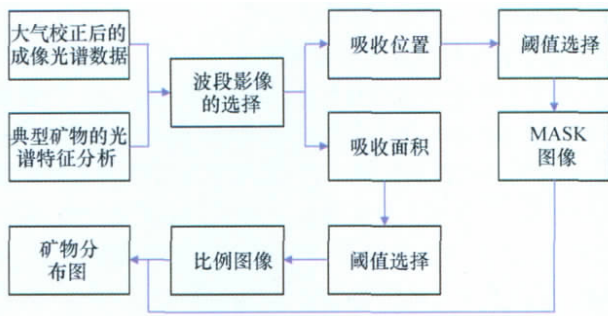 大气校正后的
成像光谱数据
典型矿物的光
谱特征分析
波段影像
的选择
吸收位置
阈值选择
吸收面积
MASK
图像
矿物分
布图
比例图像
阈值选择